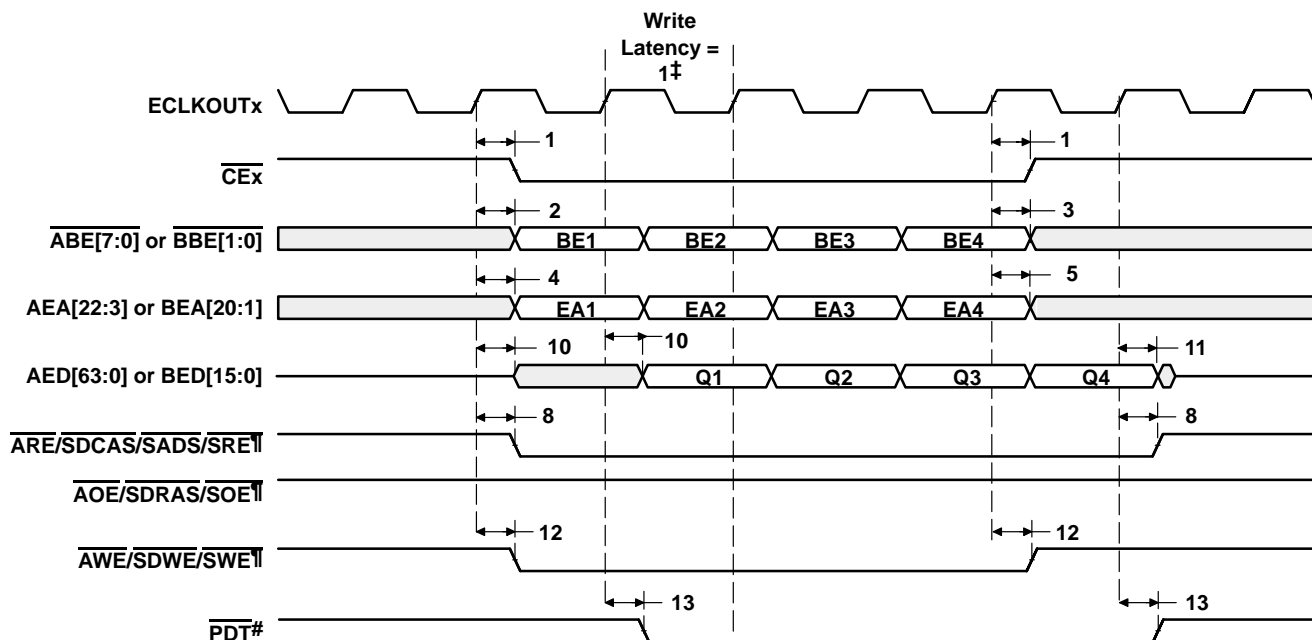 Write
Latency =
1‡
ECLKOUTx
1 1
CEx
2 3
ABE[7:0] or BBE[1:0] BE1 BE2 BE3 BE4
4 5
AEA[22:3] or BEA[20:1] EA1 EA2 EA3 EA4
10 10 11
AED[63:0] or BED[15:0] Q1 Q2 Q3 Q4
8 8
ARE/SDCAS/SADS/SRE¶
AOE/SDRAS/SOE¶
12 12
AWE/SDWE/SWE¶
13 13
PDT#